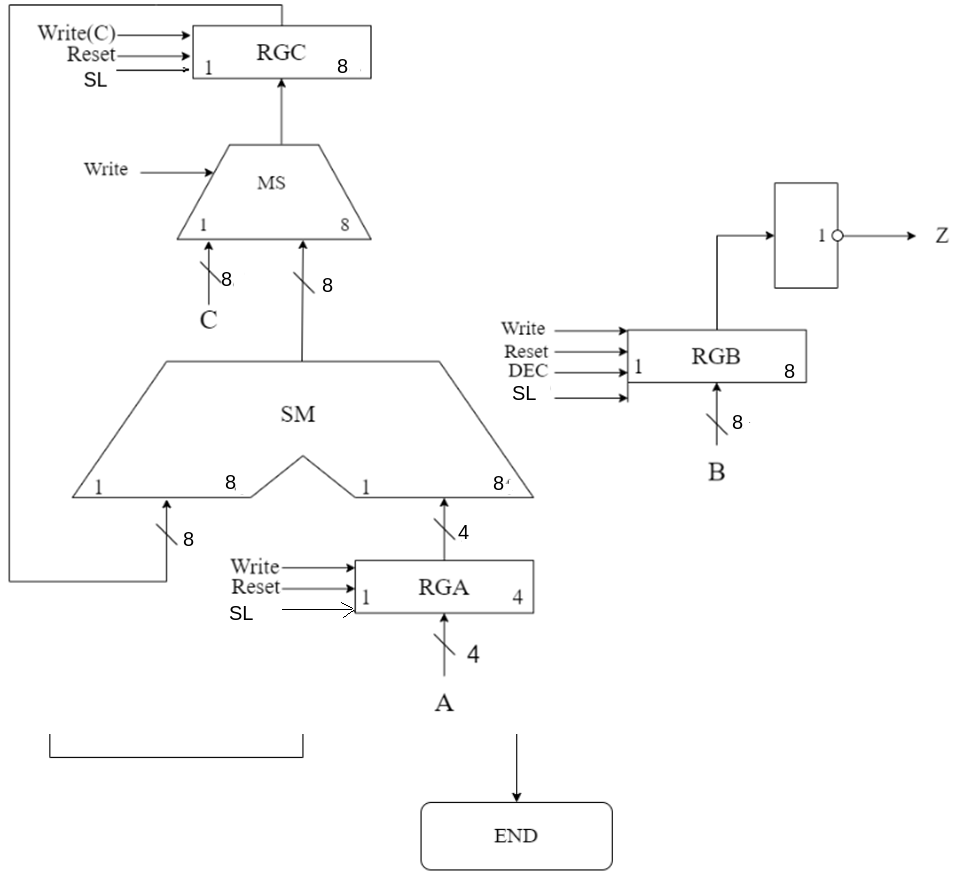 Write(C)
Reset
SL
RGC
1 8
Write
MS
1 8
8
8
C
SM
1 8 1 8
8
4
Write
Reset
SL
RGA
1 4
4
A
Write
Reset
DEC
SL
RGB
1 8
8
B
1
Z
END